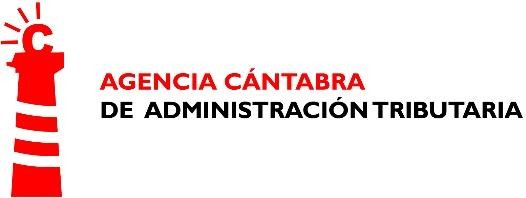 C
AGENCIA CÁNTABRA
DE ADMINISTRACIÓN TRIBUTARIA